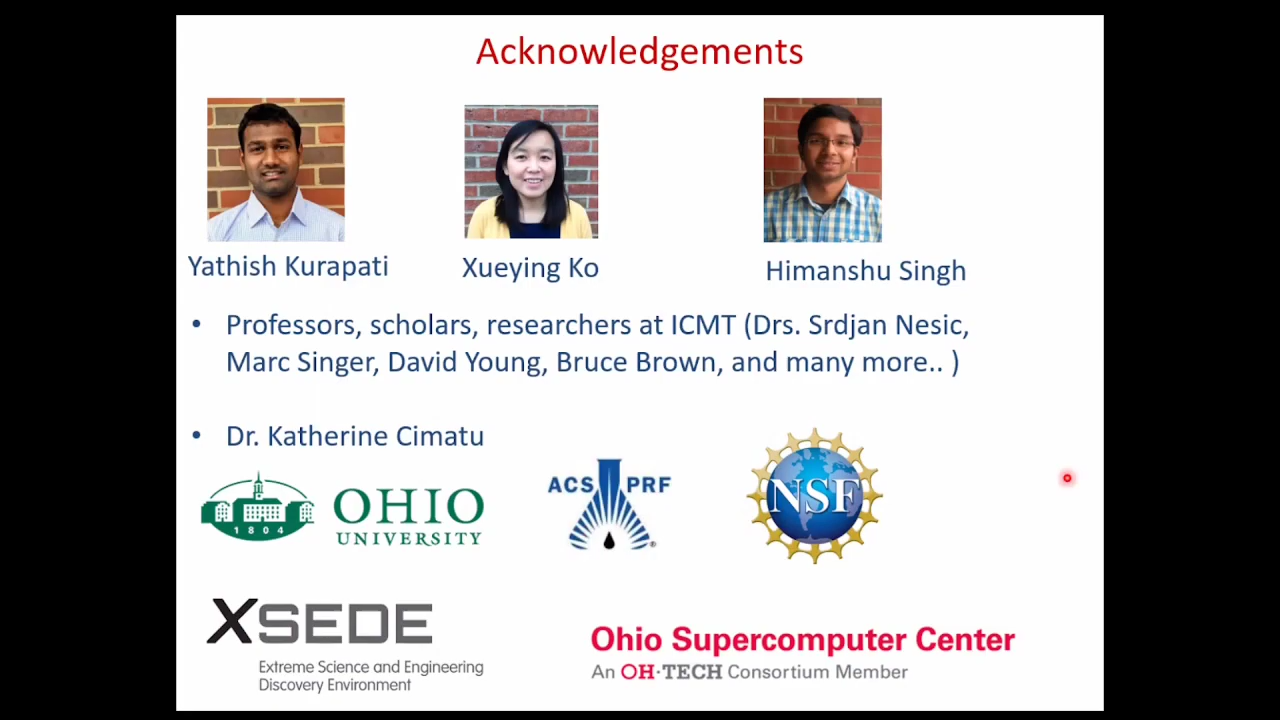 Acknowledgements
Yathish Kurapati
Xueying Ko
Himanshu Singh
• Professors, scholars, researchers at ICMT (Drs. Srdjan Nesic,
Marc Singer, David Young, Bruce Brown, and many more.. )
• Dr. Katherine Cimatu
1804
OHIO
UNIVERSITY
ACS PRF
®
NSF
XSEDE
Extreme Science and Engineering
Discovery Environment
Ohio Supercomputer Center
An OH·TECH Consortium Member